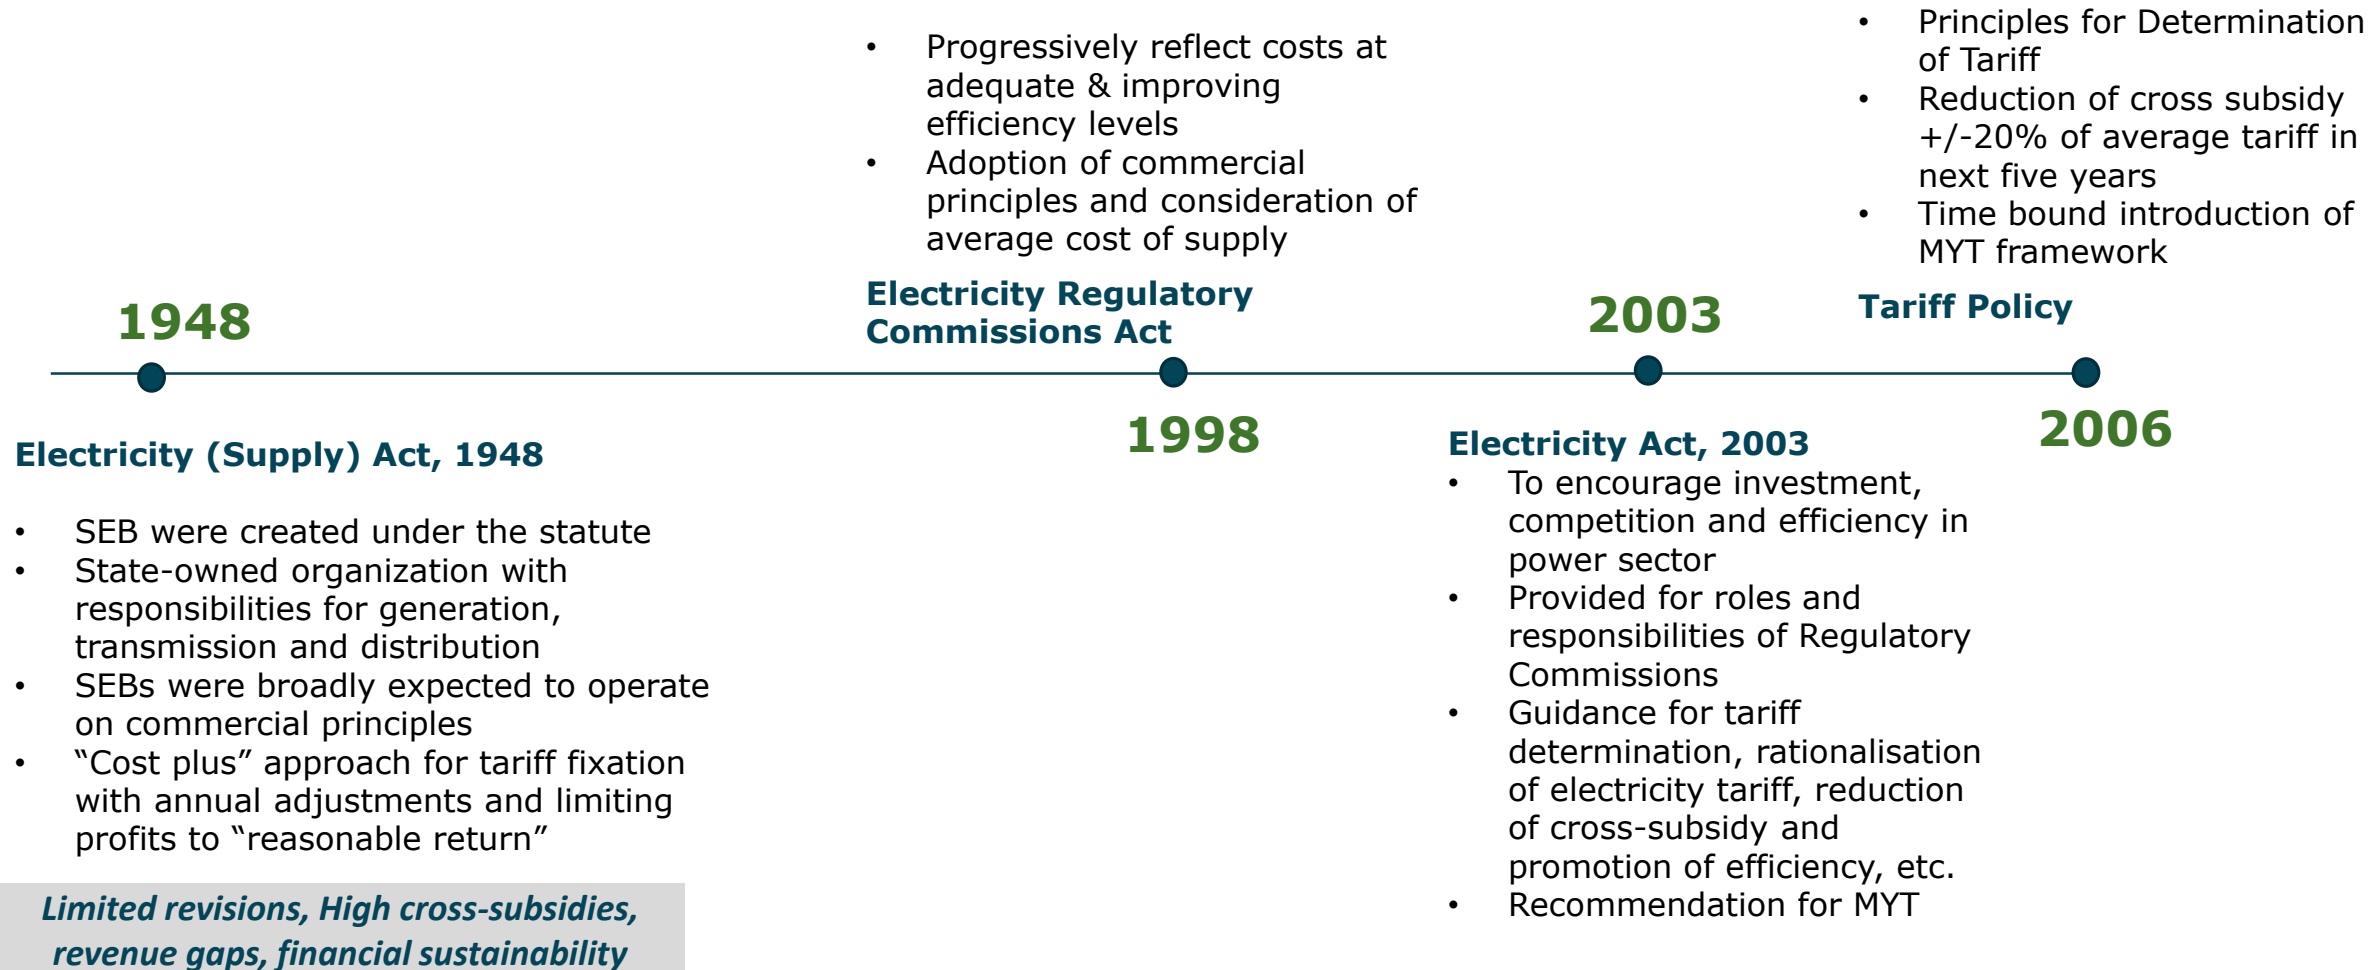 1948
Electricity (Supply) Act, 1948
• SEB were created under the statute
• State-owned organization with
responsibilities for generation,
transmission and distribution
• SEBs were broadly expected to operate
on commercial principles
• “Cost pl” approach for tariff fixation
with annual adjustments and limiting
profits to “reasonable return”
Limited revisions, High cross-subsidies,
revenue gaps, financial sustainability
• Progressively reflect costs at
adequate & improving
efficiency levels
• Adoption of commercial
principles and consideration of
average cost of supply
Electricity Regulatory
Commissions Act
1998
2003
Electricity Act, 2003
• To encourage investment,
competition and efficiency in
power sector
• Provided for roles and
responsibilities of Regulatory
Commissions
• Guidance for tariff
determination, rationalisation
of electricity tariff, reduction
of cross-subsidy and
promotion of efficiency, etc.
• Recommendation for MYT
• Principles for Determination
of Tariff
• Reduction of cross subsidy
+/-20% of average tariff in
next five years
• Time bound introduction of
MYT framework
Tariff Policy
2006